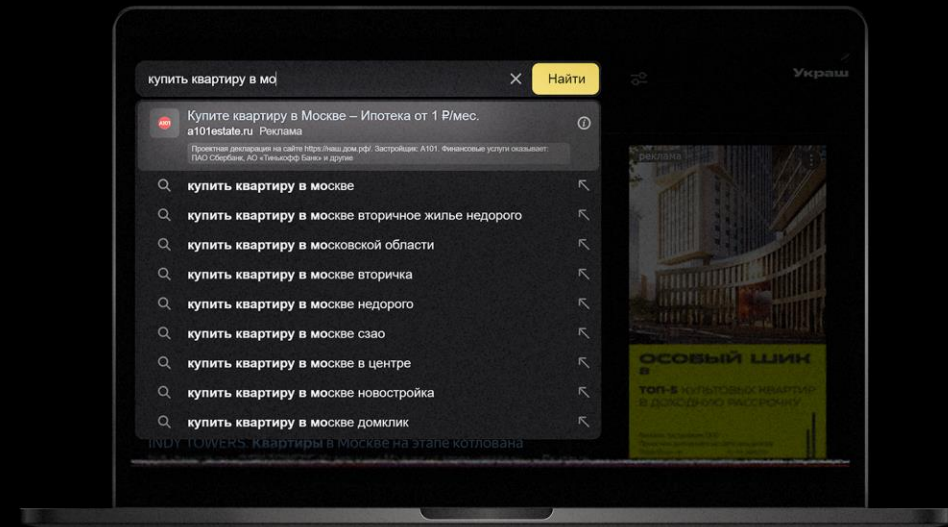 купить квартиру в мо
Найти
Украш
Купите квартиру в Москве – Ипотека от 1 ₽/мес.
А101
a101estate.ru Реклама
Проектная декларация на сайте https://наш.дом.рф/. Застройщик: А101. Финансовые услуги оказывает:
ПАО Сбербанк, АО «Тинькофф Банк» и другие
купить квартиру в москве
купить квартиру в москве вторичное жилье недорого
купить квартиру в московской области
купить квартиру в москве вторичка
купить квартиру в москве недорого
купить квартиру в москве сзао
купить квартиру в москве в центре
купить квартиру в москве новостройка
купить квартиру в москве домклик
INDY TOWERS. Квартиры в Москве на этапе котлована
реклама
ОСОБЫЙ ШИК
В
ТОП-5 КУЛЬТОВЫХ КВАРТИР
В ДОХОДНУЮ РАССРОЧКУ